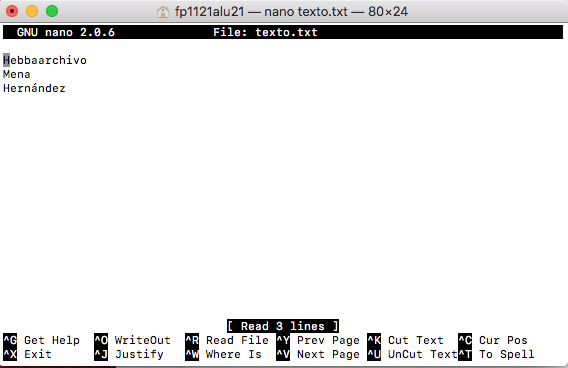 fp1121alu21 — nano texto.txt — 80×24
GNU nano 2.0.6 File: texto.txt
Hebbaarchivo
Mena
Hernández
[ Read 3 lines ]
^G Get Help ^O WriteOut ^R Read File ^Y Prev Page ^K Cut Text ^C Cur Pos
^X Exit ^J Justify ^W Where Is ^V Next Page ^U UnCut Text ^T To Spell